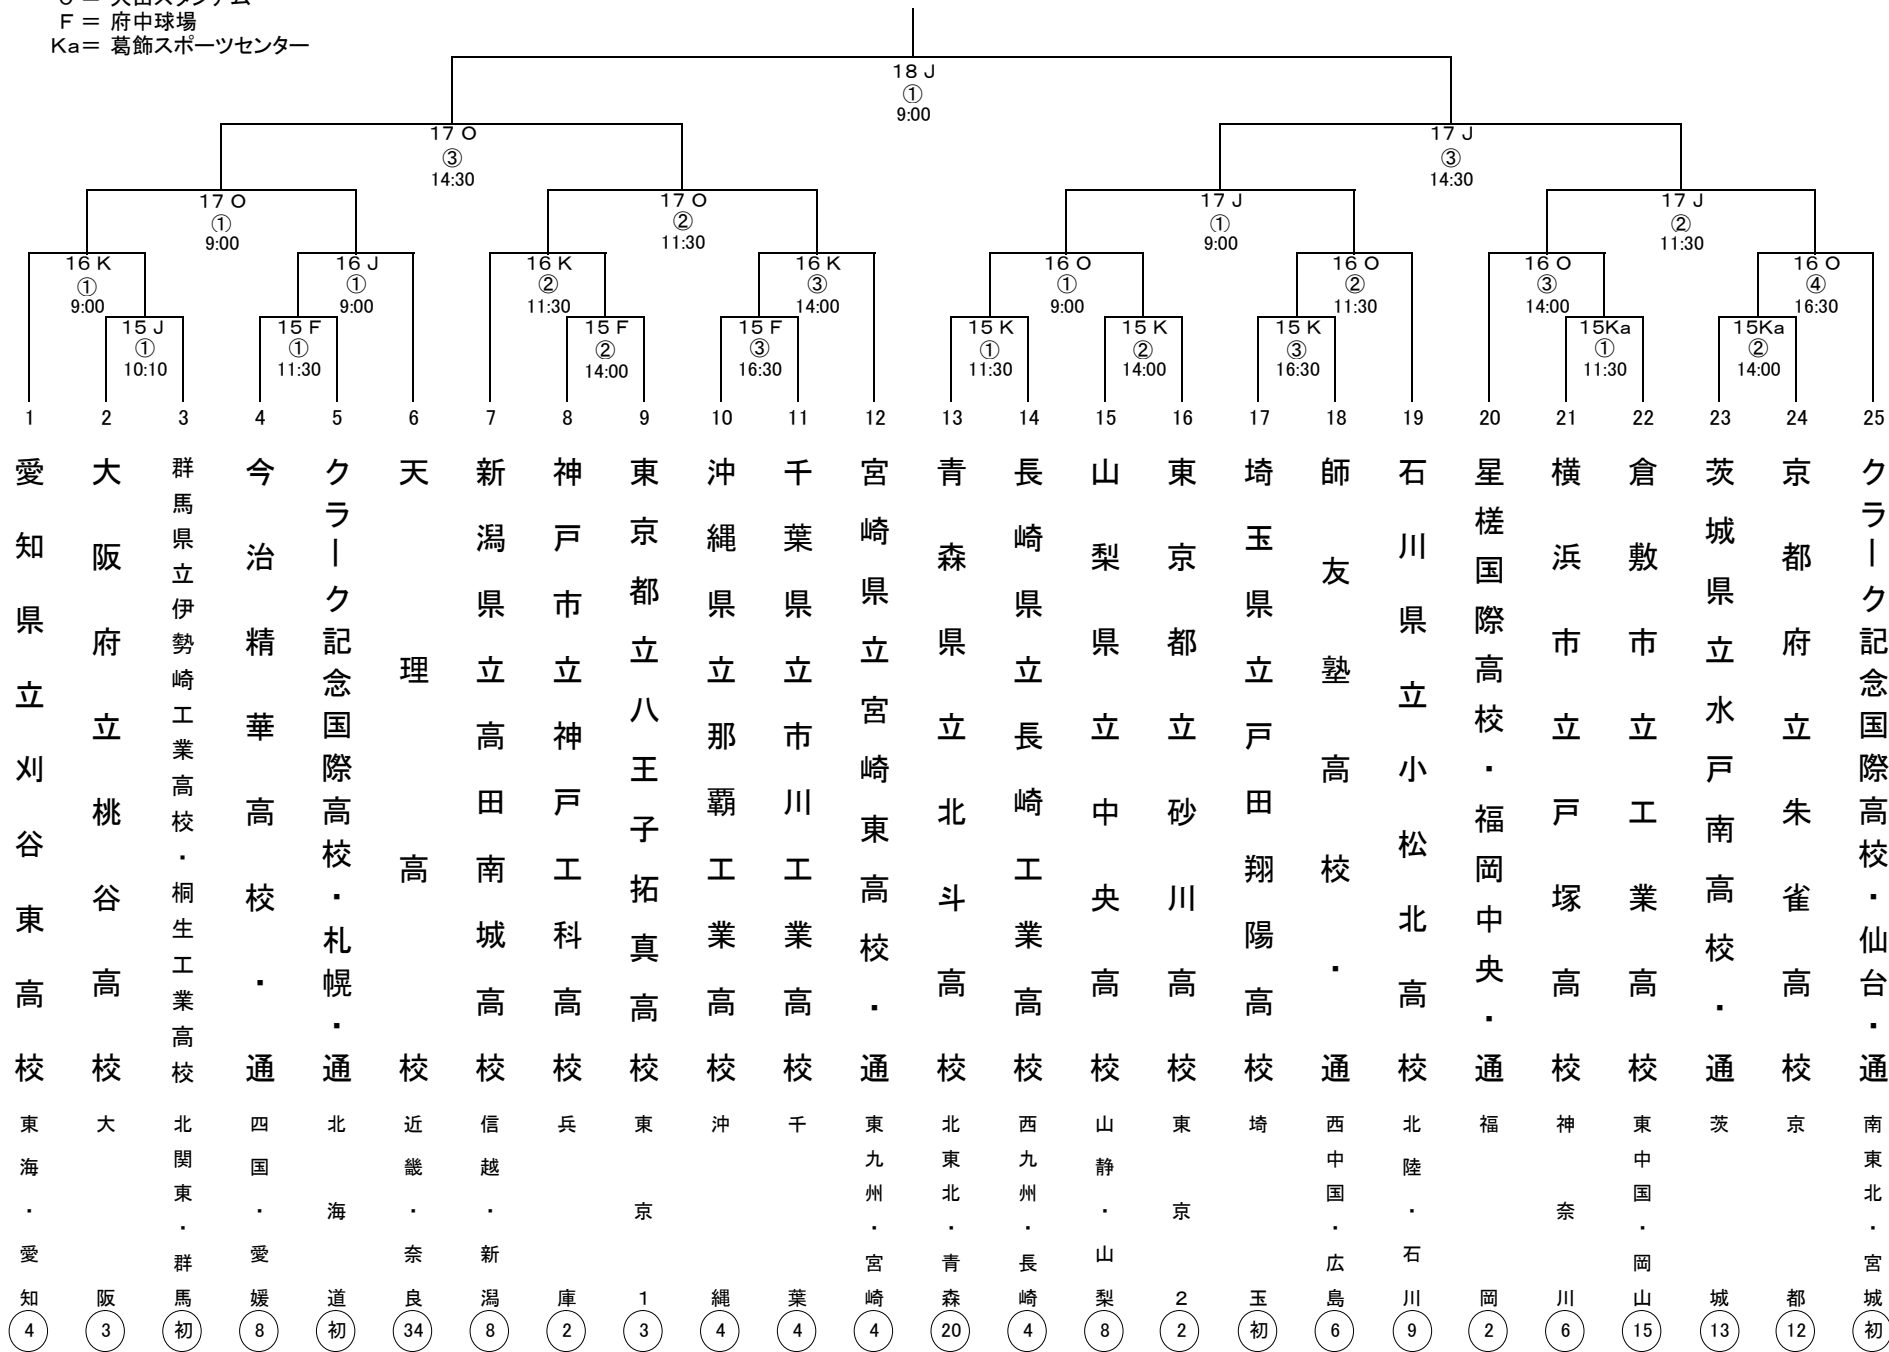 F＝ 府中球場
Ka＝ 葛飾スポーツセンター
18 J
①
9:00
17 O
③
14:30
17 J
③
14:30
17 O
①
9:00
17 O
②
11:30
17 J
①
9:00
17 J
②
11:30
16 K
①
9:00
16 J
①
9:00
16 K
②
11:30
16 K
③
14:00
16 O
①
9:00
16 O
②
11:30
16 O
③
14:00
16 O
④
16:30
15 J
①
10:10
15 F
①
11:30
15 F
②
14:00
15 F
③
16:30
15 K
①
11:30
15 K
②
14:00
15 K
③
16:30
15Ka
①
11:30
15Ka
②
14:00
1 2 3 4 5 6 7 8 9 10 11 12 13 14 15 16 17 18 19 20 21 22 23 24 25
愛知県立刈谷東高校
東海・愛知
4
大阪府立桃谷高校
大阪
3
群馬県立伊勢崎工業高校・桐生工業高校
北関東・群馬
初
今治精華高校・通
四国・愛媛
8
クラーク記念国際高校・札幌・通
北海道
初
天理高校
近畿・奈良
34
新潟県立新高田南城高校
信越・新潟
8
神戸市立神戸工科高校
兵庫
2
東京都立八王子拓真高校
東京1
3
沖縄県立那覇工業高校
沖縄
4
千葉県立市川工業高校
千葉
4
宮崎県立宮崎東高校・通
東九州・宮崎
4
青森県立北斗高校
北東北・青森
20
長崎県立長崎工業高校
西九州・長崎
4
山梨県立中央高校
山静・山梨
8
東京都立砂川高校
東京2
2
埼玉県立戸田翔陽高校
埼玉
初
師友塾高校・通
西中国・広島
6
石川県立小松北高校
北陸・石川
9
星槎国際高校・福岡中央・通
福岡
2
横浜市立戸塚高校
神奈川
6
倉敷市立工業高校
東中国・岡山
15
茨城県立水戸南高校・通
茨城
13
京都府立朱雀高校
京都
12
クラーク記念国際高校・仙台・通
南東北・宮城
初